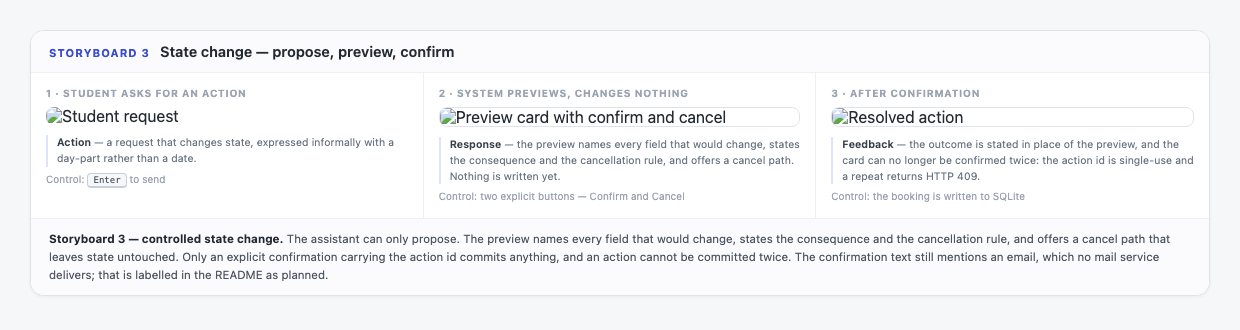 STORYBOARD 3 State change — propose, preview, confirm
1 · STUDENT ASKS FOR AN ACTION
Student request
Action — a request that changes state, expressed informally with a
day-part rather than a date.
Control: Enter to send
2 · SYSTEM PREVIEWS, CHANGES NOTHING
Preview card with confirm and cancel
Response — the preview names every field that would change, states
the consequence and the cancellation rule, and offers a cancel path.
Nothing is written yet.
Control: two explicit buttons — Confirm and Cancel
3 · AFTER CONFIRMATION
Resolved action
Feedback — the outcome is stated in place of the preview, and the
card can no longer be confirmed twice: the action id is single-use and
a repeat returns HTTP 409.
Control: the booking is written to SQLite
Storyboard 3 — controlled state change. The assistant can only propose. The preview names every field that would change, states the consequence and the cancellation rule, and offers a cancel path that
leaves state untouched. Only an explicit confirmation carrying the action id commits anything, and an action cannot be committed twice. The confirmation text still mentions an email, which no mail service
delivers; that is labelled in the README as planned.